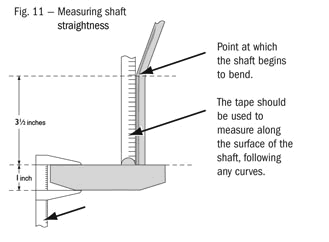 Fig. 11 — Measuring shaft
straightness
Point at which
the shaft begins
to bend.
The tape should
be used to
measure along
the surface of the
shaft, following
any curves.
3½ inches
1 inch